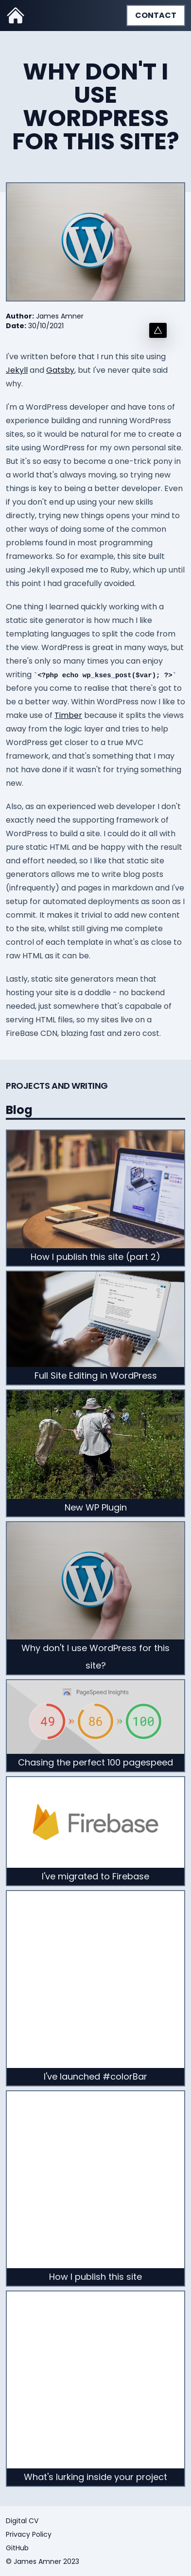 CONTACT
WHY DON'T I
USE
WORDPRESS
FOR THIS SITE?
Author: James Amner
Date: 30/10/2021
I've written before that I run this site using
Jekyll and Gatsby, but I've never quite said
why.
I'm a WordPress developer and have tons of
experience building and running WordPress
sites, so it would be natural for me to create a
site using WordPress for my own personal site.
But it's so easy to become a one-trick pony in
a world that's always moving, so trying new
things is key to being a better developer. Even
if you don't end up using your new skills
directly, trying new things opens your mind to
other ways of doing some of the common
problems found in most programming
frameworks. So for example, this site built
using Jekyll exposed me to Ruby, which up until
this point I had gracefully avoided.
One thing I learned quickly working with a
static site generator is how much I like
templating languages to split the code from
the view. WordPress is great in many ways, but
there's only so many times you can enjoy
writing `<?php echo wp_kses_post($var); ?>`
before you come to realise that there's got to
be a better way. Within WordPress now I like to
make use of Timber because it splits the views
away from the logic layer and tries to help
WordPress get closer to a true MVC
framework, and that's something that I may
not have done if it wasn't for trying something
new.
Also, as an experienced web developer I don't
exactly need the supporting framework of
WordPress to build a site. I could do it all with
pure static HTML and be happy with the result
and effort needed, so I like that static site
generators allows me to write blog posts
(infrequently) and pages in markdown and I've
setup for automated deployments as soon as I
commit. It makes it trivial to add new content
to the site, whilst still giving me complete
control of each template in what's as close to
raw HTML as it can be.
Lastly, static site generators mean that
hosting your site is a doddle - no backend
needed, just somewhere that's capable of
serving HTML files, so my sites live on a
FireBase CDN, blazing fast and zero cost.
PROJECTS AND WRITING
Blog
How I publish this site (part 2)
Full Site Editing in WordPress
New WP Plugin
Why don't I use WordPress for this
site?
PageSpeed Insights
49 » 86 » 100
Chasing the perfect 100 pagespeed
Firebase
I've migrated to Firebase
I've launched #colorBar
How I publish this site
What's lurking inside your project
Digital CV
Privacy Policy
GitHub
© James Amner 2023